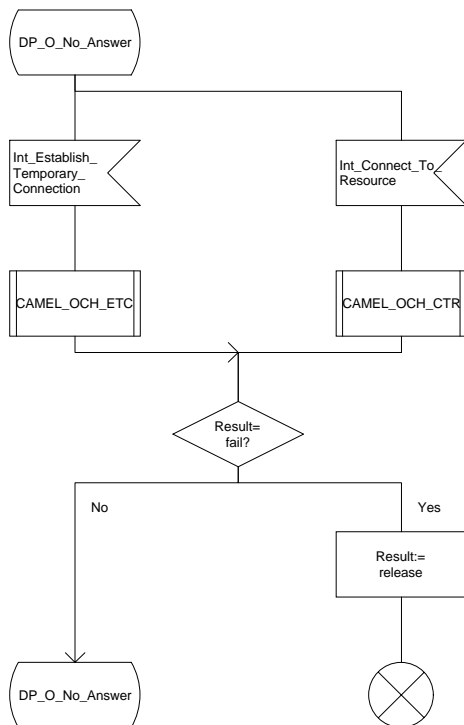 DP_O_No_Answer
Int_Establish_
Temporary_
Connection
Int_Connect_To_
Resource
CAMEL_OCH_ETC
CAMEL_OCH_CTR
Result=
fail?
No
Yes
Result:=
release
DP_O_No_Answer